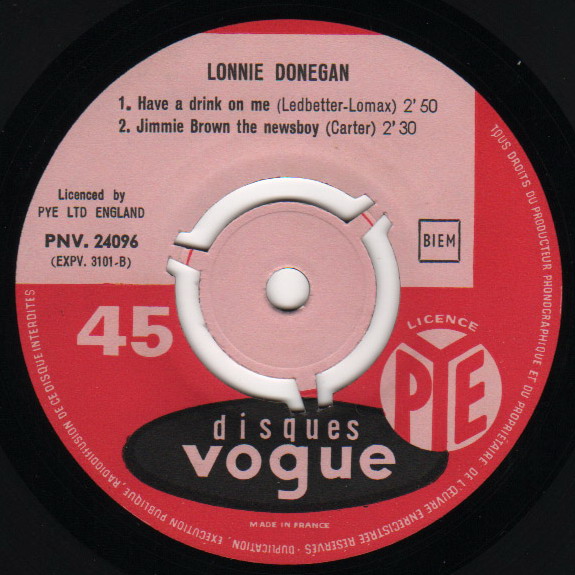 LONNIE DONEGAN
1. Have a drink on me (Ledbetter-Lomax) 2'50
2. Jimmie Brown the newsboy (Carter) 2'30
Licenced by
PYE LTD ENGLAND
PNV. 24096
(EXPV. 3101-B)
BIEM
45
LICENCE
PYE
disques
vogue
MADE IN FRANCE
TOUS DROITS DU PRODUCTEUR PHONOGRAPHIQUE ET DU PROPRIÉTAIRE DE L'ŒUVRE ENREGISTRÉE RÉSERVÉS - DUPLICATION, EXÉCUTION PUBLIQUE, RADIODIFFUSION DE CE DISQUE INTERDITES